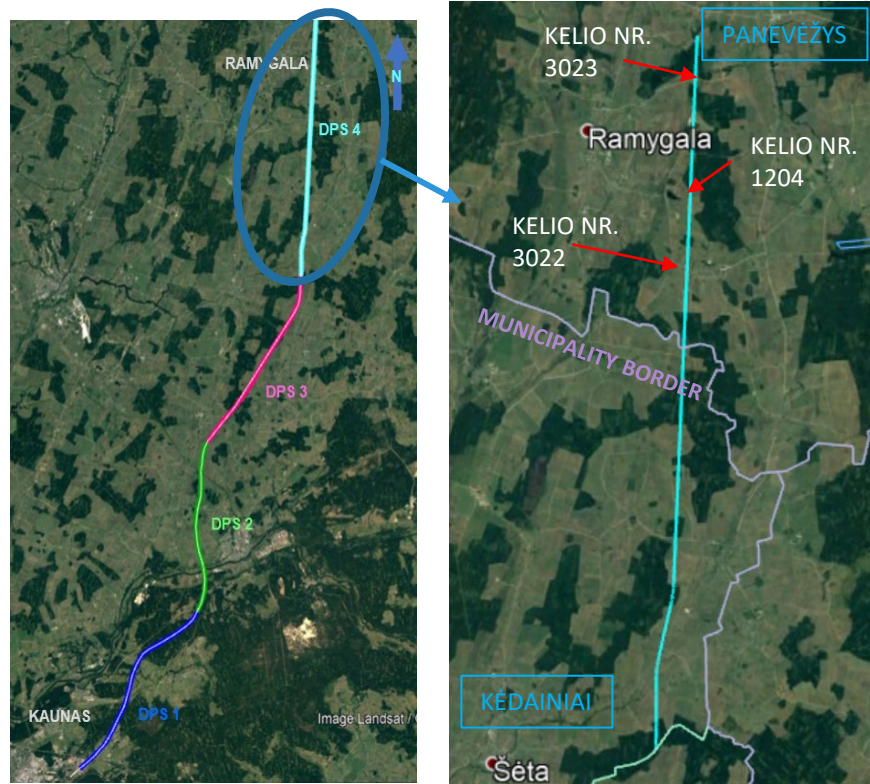 RAMYGALA
N
DPS 4
DPS 3
DPS 2
DPS 1
KAUNAS
Image Landsat /
KELIO NR.
3023
PANEVĖŽYS
Ramygala
KELIO NR.
1204
KELIO NR.
3022
MUNICIPALITY BORDER
KĖDAINIAI
Šėta